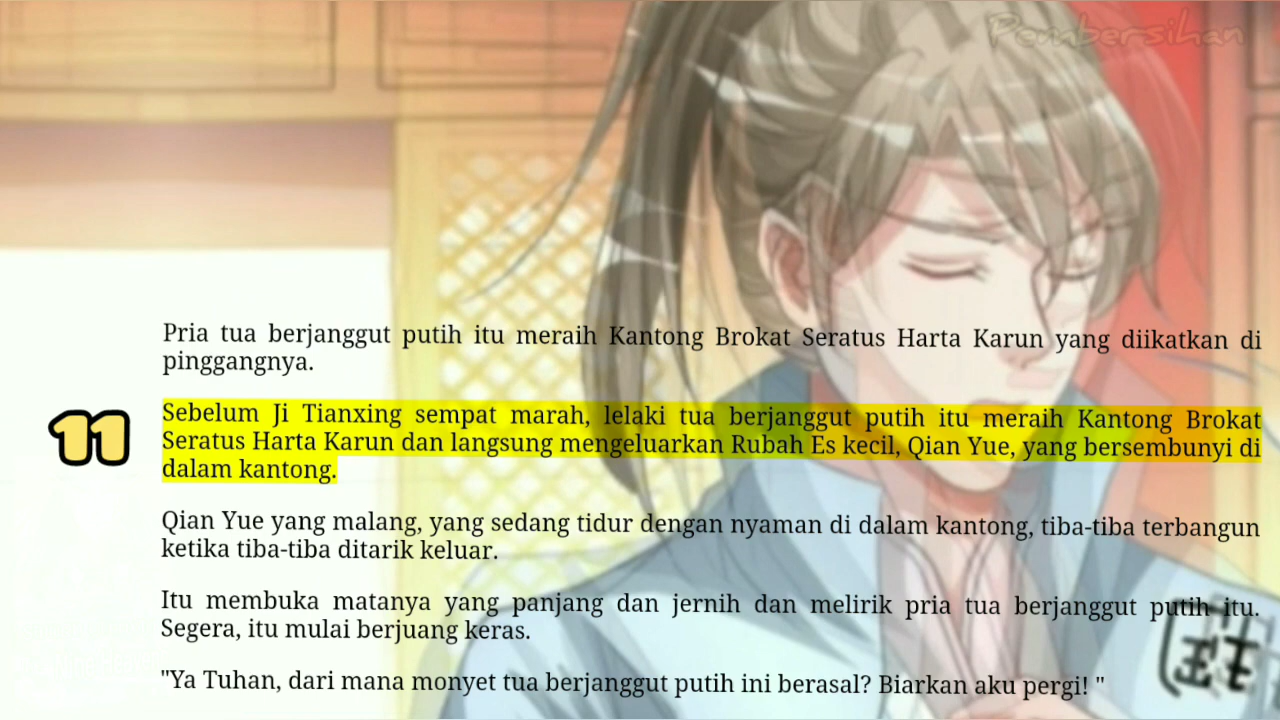 Pembersihan
Pria tua berjanggut putih itu meraih Kantong Brokat Seratus Harta Karun yang diikatkan di
pinggangnya.
11
Sebelum Ji Tianxing sempat marah, lelaki tua berjanggut putih itu meraih Kantong Brokat
Seratus Harta Karun dan langsung mengeluarkan Rubah Es kecil, Qian Yue, yang bersembunyi di
dalam kantong.
Qian Yue yang malang, yang sedang tidur dengan nyaman di dalam kantong, tiba-tiba terbangun
ketika tiba-tiba ditarik keluar.
Itu membuka matanya yang panjang dan jernih dan melirik pria tua berjanggut putih itu.
Segera, itu mulai berjuang keras.
"Ya Tuhan, dari mana monyet tua berjanggut putih ini berasal? Biarkan aku pergi! "